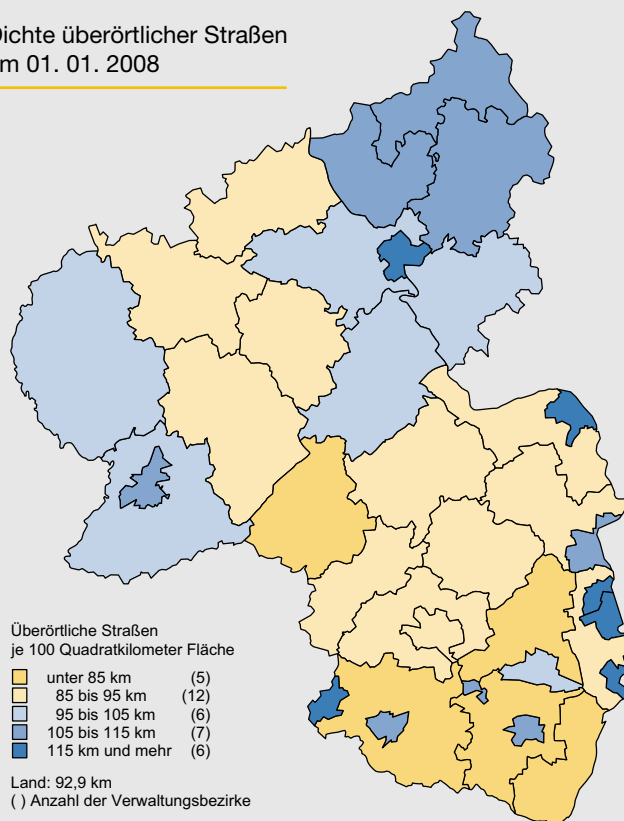 Dichte überörtlicher Straßen
am 01. 01. 2008
Überörtliche Straßen
je 100 Quadratkilometer Fläche
unter 85 km (5)
85 bis 95 km (12)
95 bis 105 km (6)
105 bis 115 km (7)
115 km und mehr (6)
Land: 92,9 km
( ) Anzahl der Verwaltungsbezirke